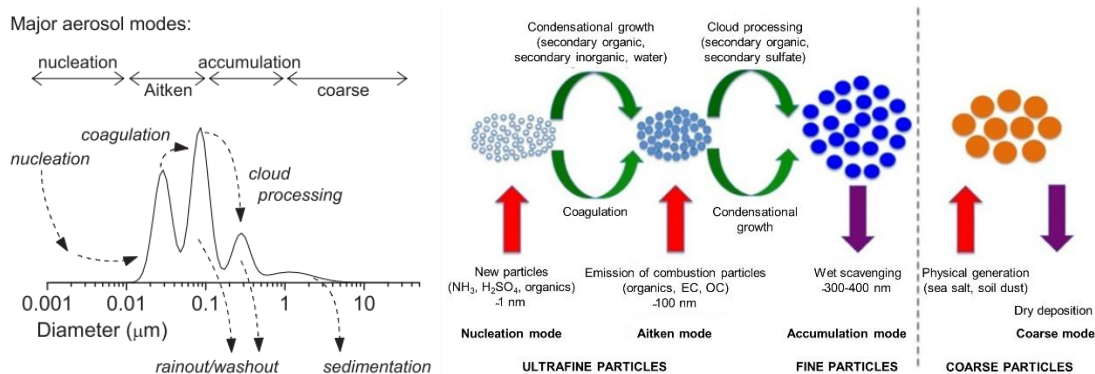 Major aerosol modes:
nucleation
accumulation
Aitken
coarse
coagulation
nucleation
cloud
processing
0.001
0.01
0.1
1
10
Diameter (μm)
rainout/washout
sedimentation
Condensational growth
(secondary organic,
secondary inorganic, water)
Cloud processing
(secondary organic,
secondary sulfate)
Coagulation
Condensational
growth
New particles
(NH₃, H₂SO₄, organics)
~1 nm
Emission of combustion particles
(organics, EC, OC)
~100 nm
Wet scavenging
~300-400 nm
Physical generation
(sea salt, soil dust)
Dry deposition
Nucleation mode
Aitken mode
Accumulation mode
Coarse mode
ULTRAFINE PARTICLES
FINE PARTICLES
COARSE PARTICLES